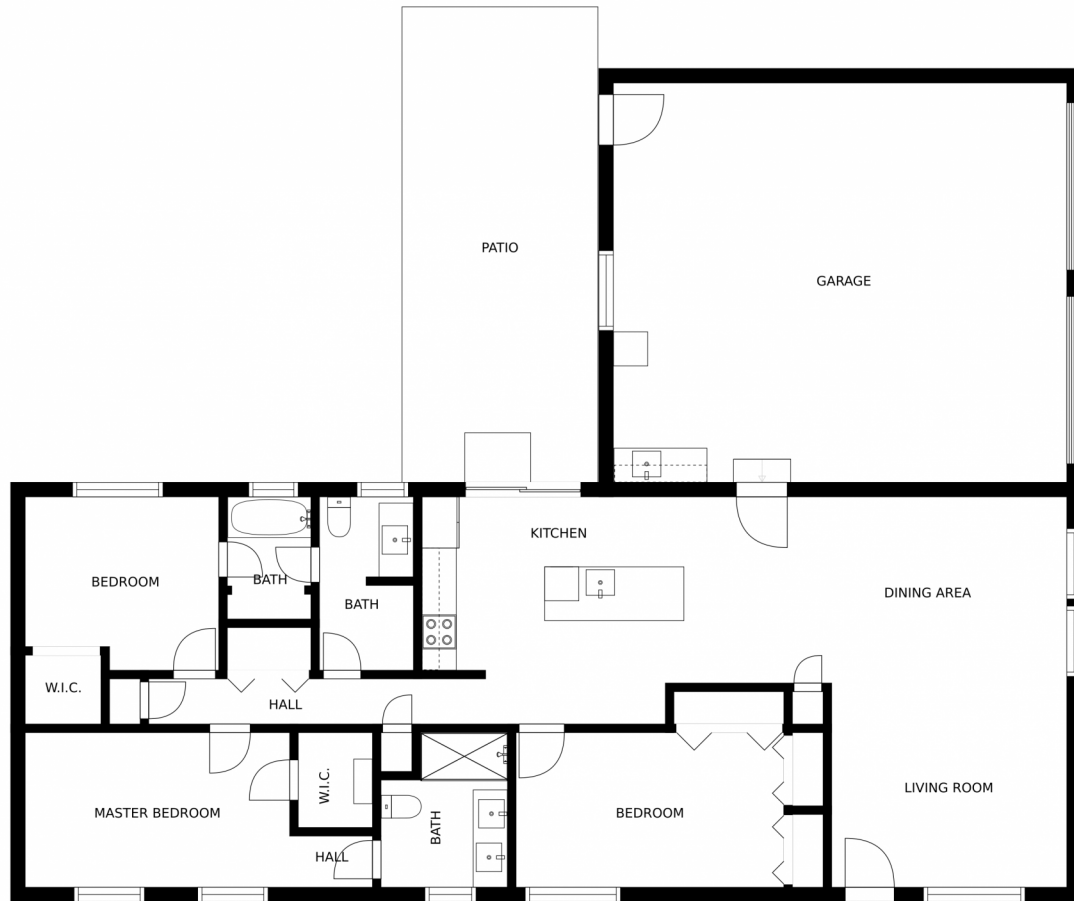 PATIO
GARAGE
KITCHEN
BEDROOM
BATH
DINING AREA
BATH
W.I.C.
HALL
W.I.C.
LIVING ROOM
MASTER BEDROOM
BEDROOM
BATH
HALL